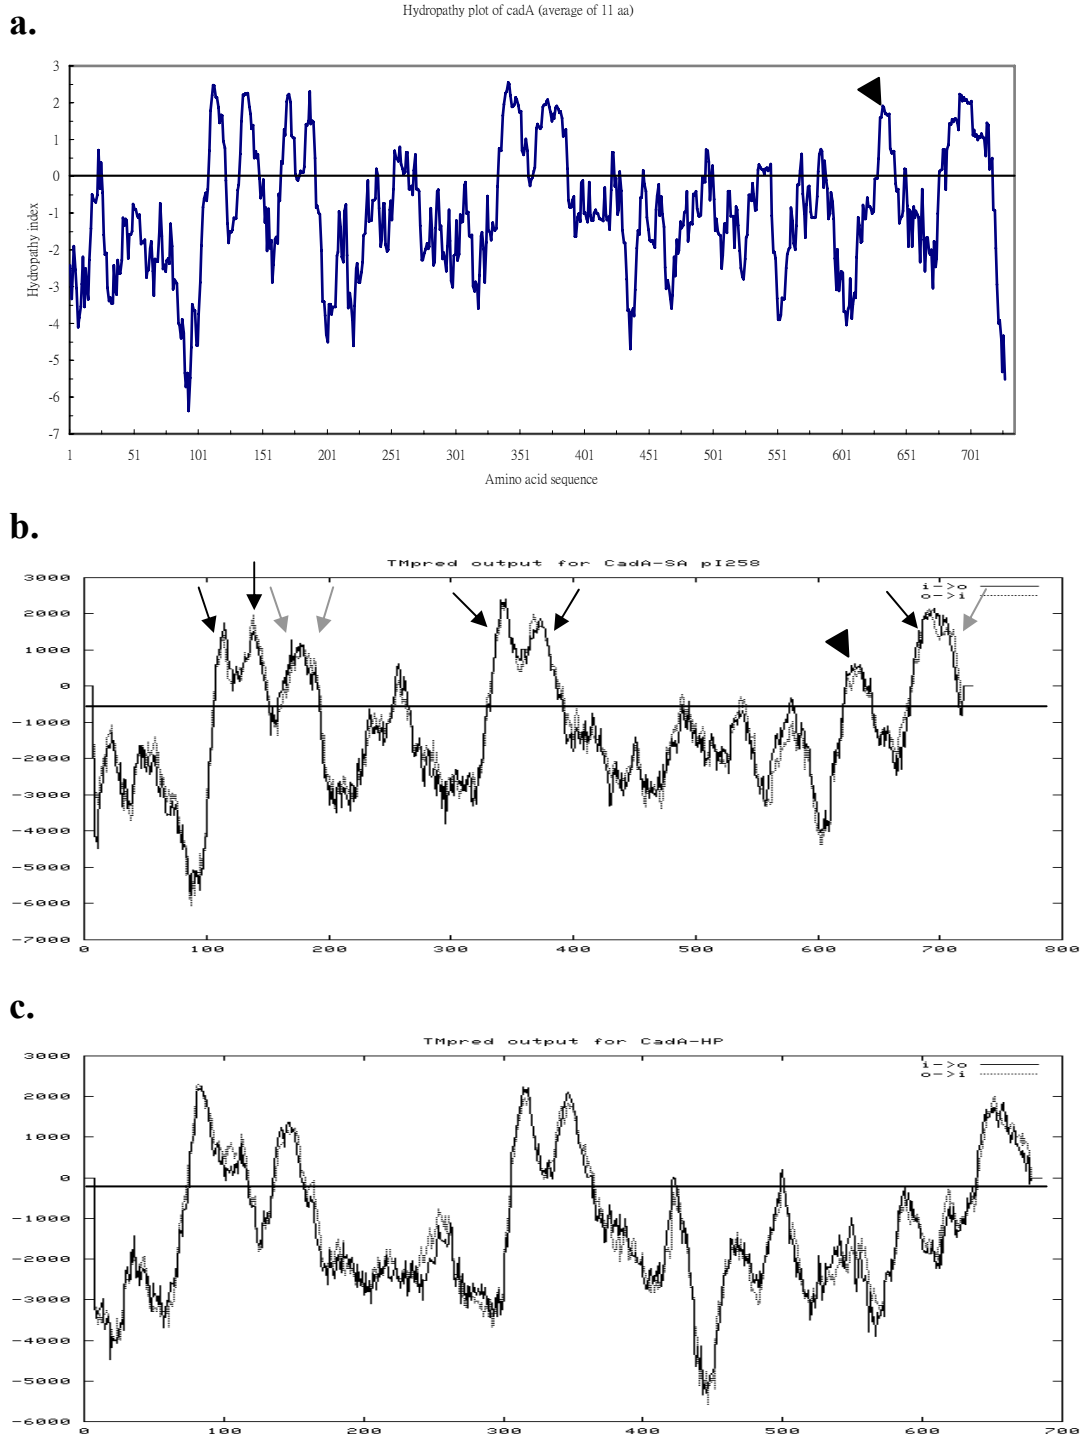 a.
Hydropathy plot of cadA (average of 11 aa)
3
2
1
0
-1
-2
-3
-4
-5
-6
-7
Hydropathy index
1 51 101 151 201 251 301 351 401 451 501 551 601 651 701
Amino acid sequence
b.
TMpred output for CadA-SA pI258
i->o
o->i
3000
2000
1000
0
-1000
-2000
-3000
-4000
-5000
-6000
-7000
0 100 200 300 400 500 600 700 800
c.
TMpred output for CadA-HP
i->o
o->i
3000
2000
1000
0
-1000
-2000
-3000
-4000
-5000
-6000
0 100 200 300 400 500 600 700